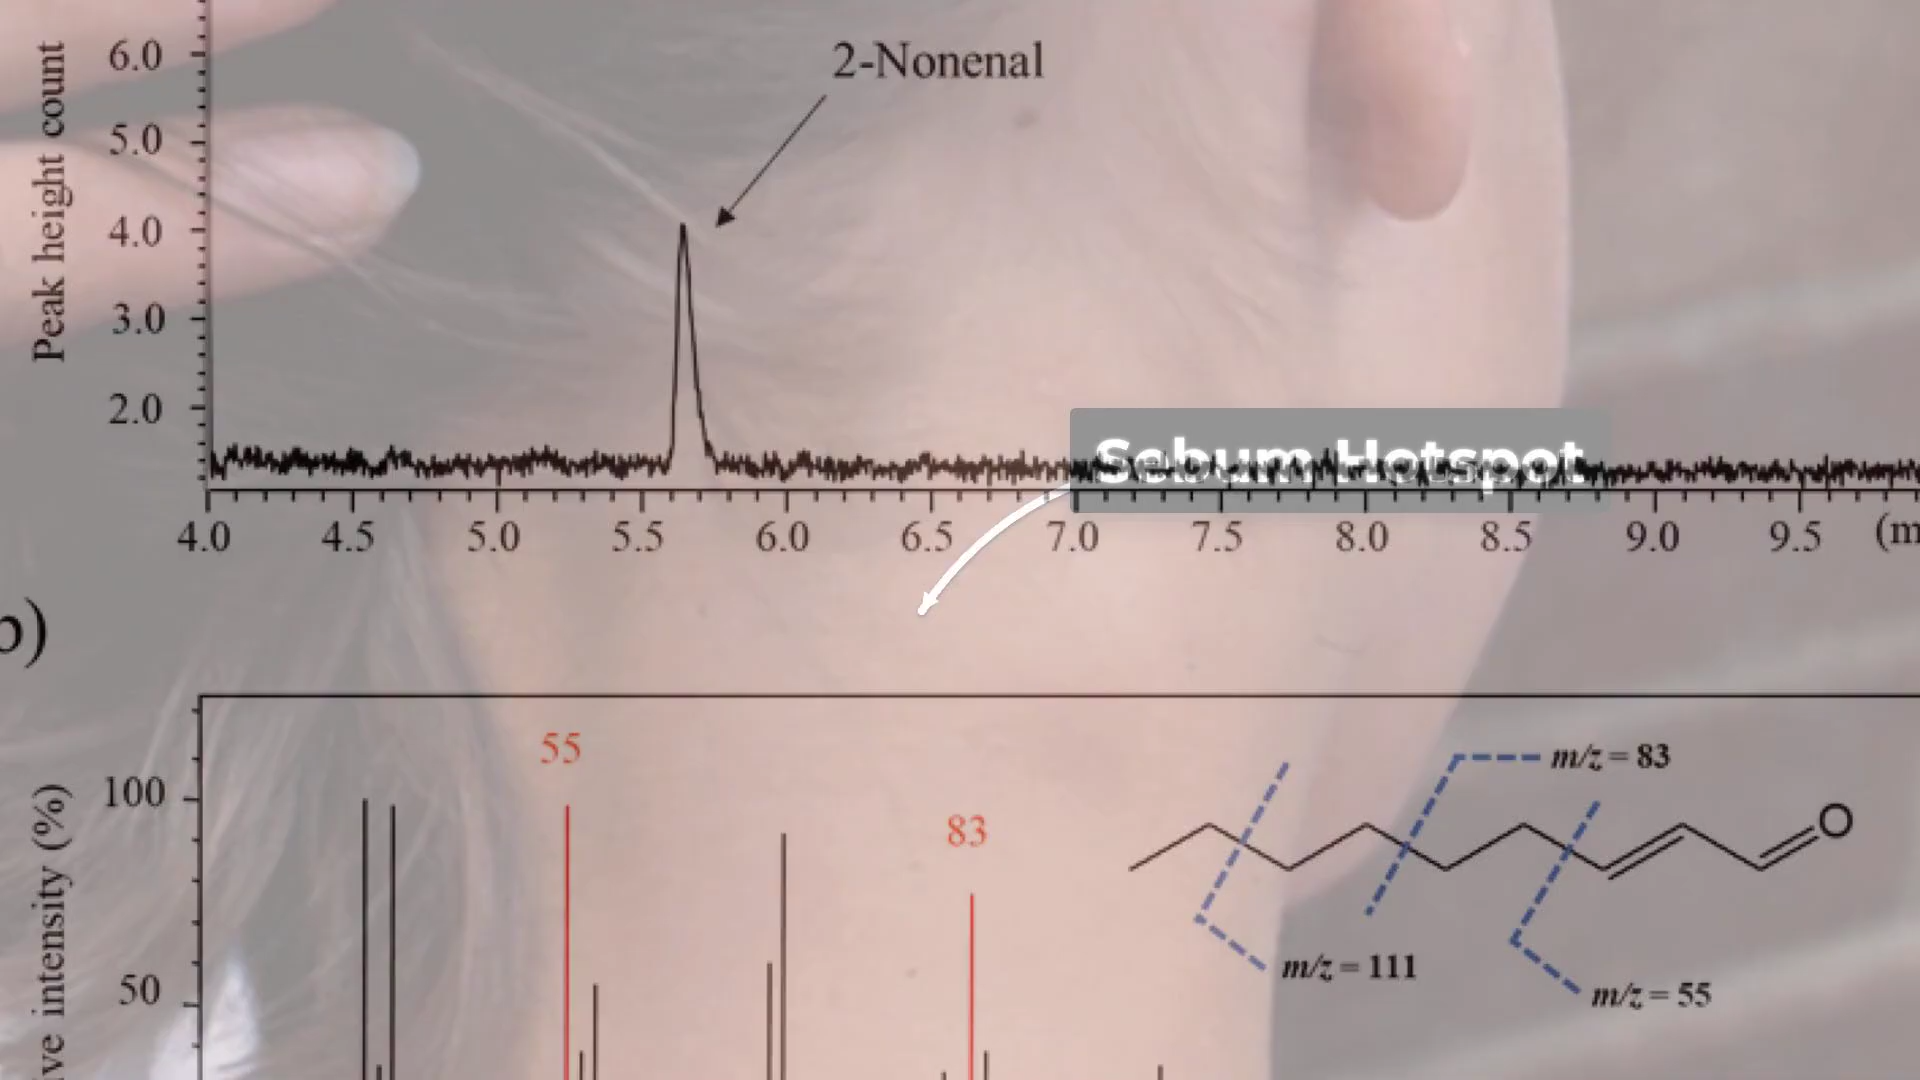 2-Nonenal
Peak height count
6.0
5.0
4.0
3.0
2.0
Sebum Hotspot
4.0 4.5 5.0 5.5 6.0 6.5 7.0 7.5 8.0 8.5 9.0 9.5
b)
intensity (%)
100
50
55
83
m/z = 83
O
m/z = 111
m/z = 55